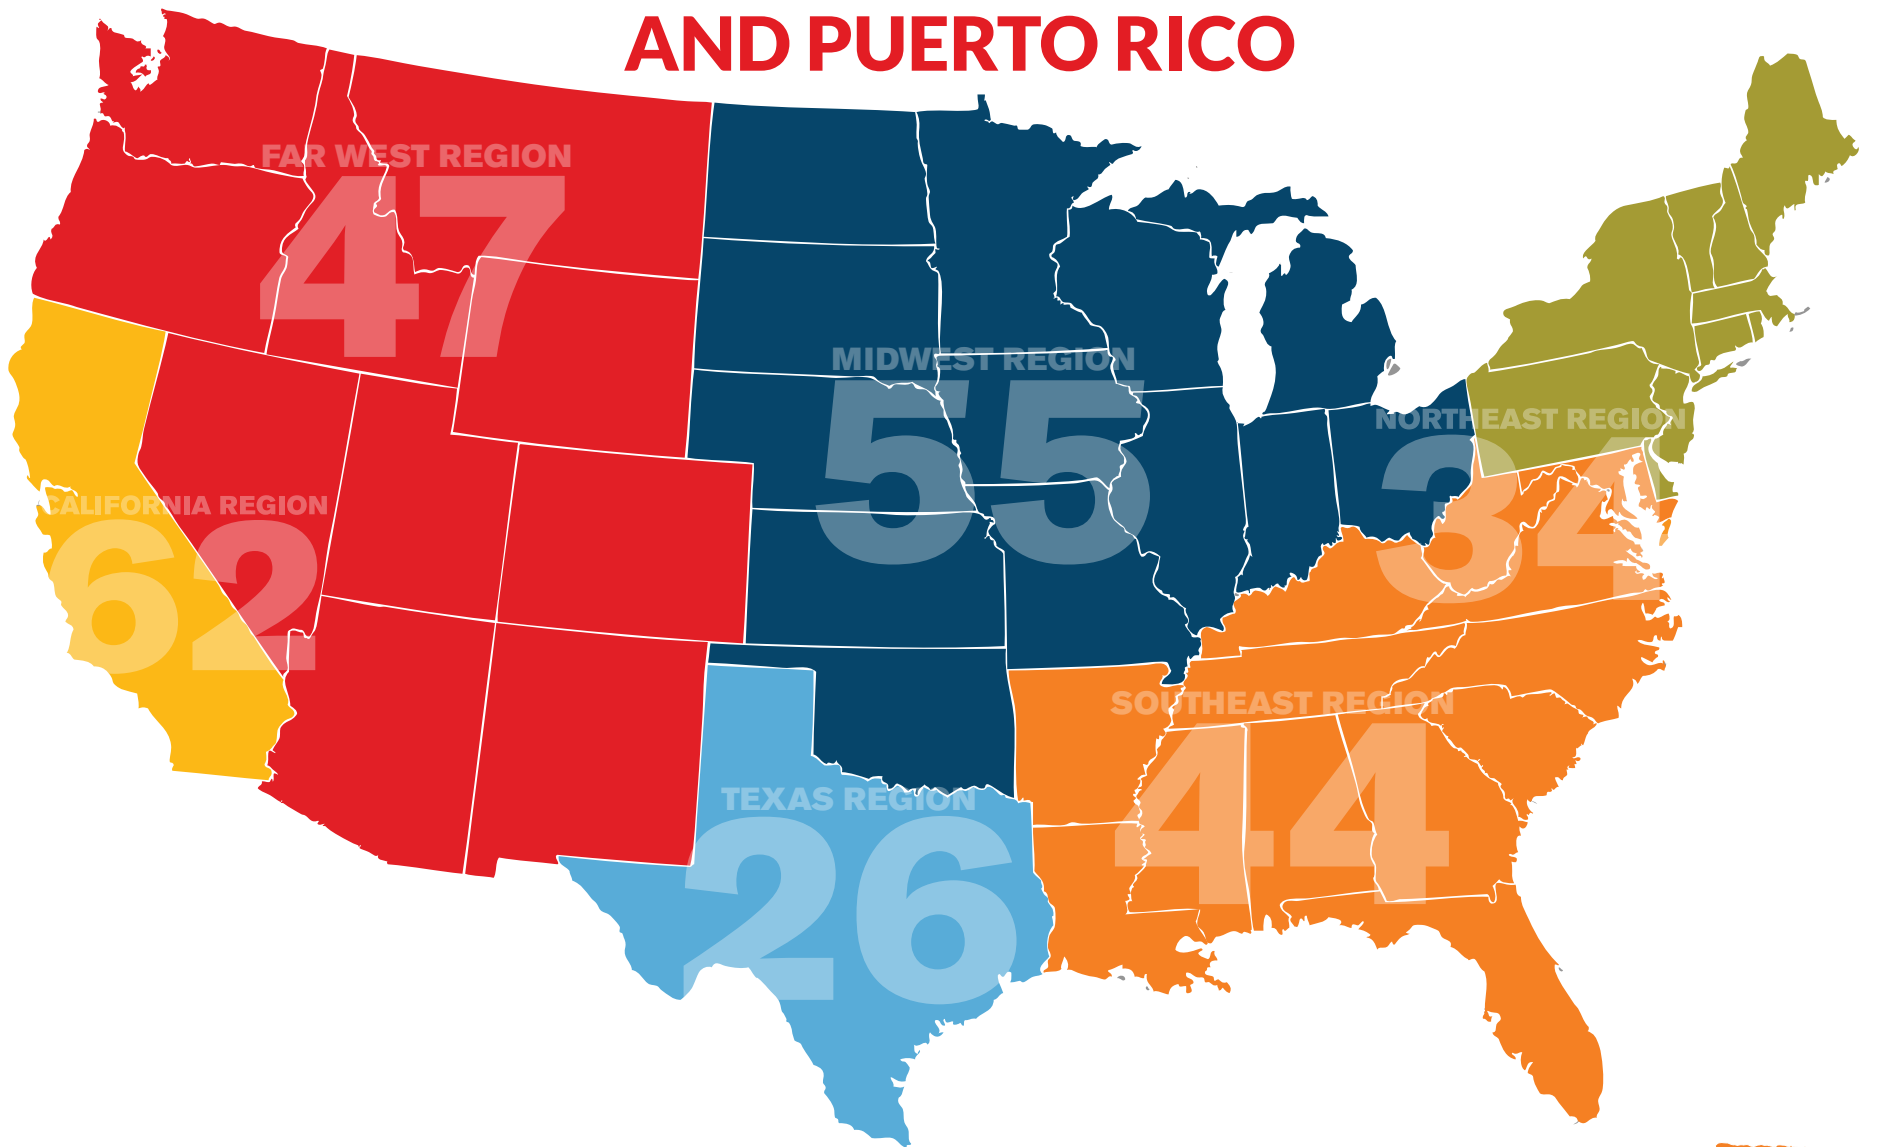 AND PUERTO RICO
FAR WEST REGION
47
MIDWEST REGION
55
NORTHEAST REGION
34
CALIFORNIA REGION
62
SOUTHEAST REGION
44
TEXAS REGION
26